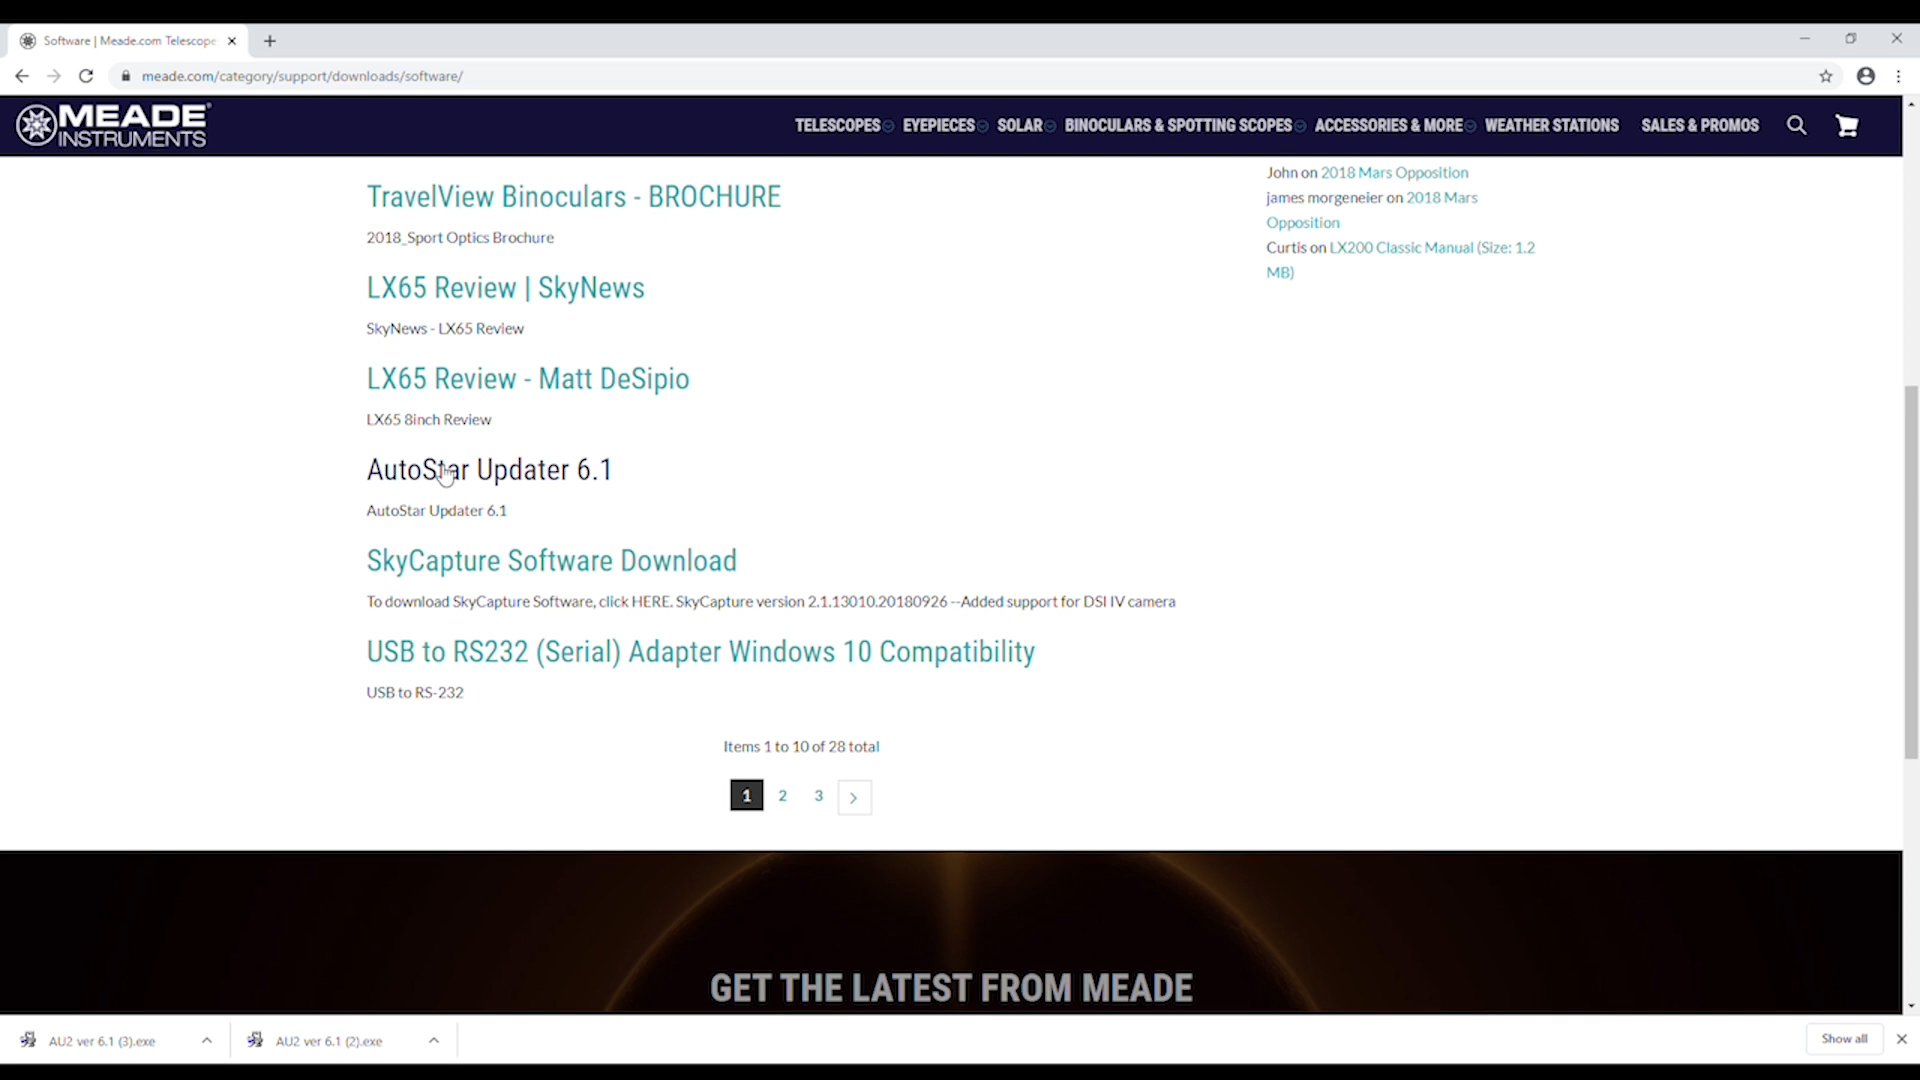 Software | Meade.com Telescope
meade.com/category/support/downloads/software/
MEADE
INSTRUMENTS
TELESCOPES EYEPIECES SOLAR BINOCULARS & SPOTTING SCOPES ACCESSORIES & MORE WEATHER STATIONS SALES & PROMOS
TravelView Binoculars - BROCHURE
2018_Sport Optics Brochure
LX65 Review | SkyNews
SkyNews - LX65 Review
LX65 Review - Matt DeSipio
LX65 8inch Review
AutoStar Updater 6.1
AutoStar Updater 6.1
SkyCapture Software Download
To download SkyCapture Software, click HERE. SkyCapture version 2.1.13010.20180926 --Added support for DSI IV camera
USB to RS232 (Serial) Adapter Windows 10 Compatibility
USB to RS-232
Items 1 to 10 of 28 total
1 2 3
John on 2018 Mars Opposition
james morgeneier on 2018 Mars
Opposition
Curtis on LX200 Classic Manual (Size: 1.2
MB)
GET THE LATEST FROM MEADE
AU2 ver 6.1 (3).exe
AU2 ver 6.1 (2).exe
Show all